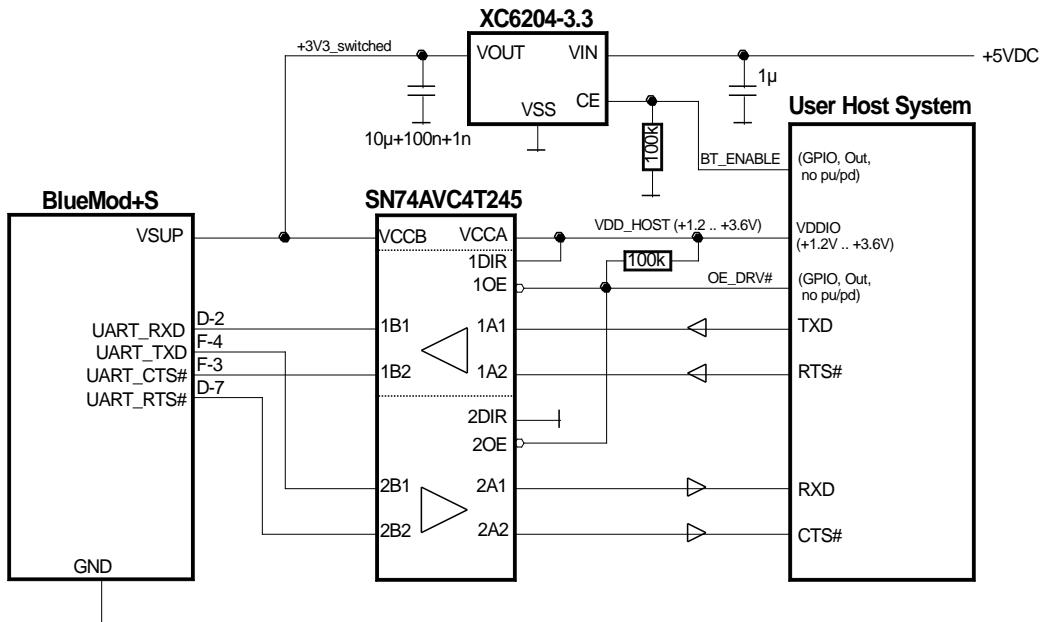 XC6204-3.3
+3V3_switched
VOUT
VIN
+5VDC
CE
VSS
10µ+100n+1n
1µ
100k
User Host System
BT_ENABLE
(GPIO, Out,
no pu/pd)
BlueMod+S
SN74AVC4T245
VSUP
VCCB
VCCA
VDD_HOST (+1.2 .. +3.6V)
VDDIO
(+1.2V .. +3.6V)
1DIR
100k
1OE
OE_DRV#
(GPIO, Out,
no pu/pd)
UART_RXD
D-2
1B1
1A1
TXD
UART_TXD
F-4
UART_CTS#
F-3
1B2
1A2
RTS#
UART_RTS#
D-7
2DIR
2OE
2B1
2A1
RXD
2B2
2A2
CTS#
GND